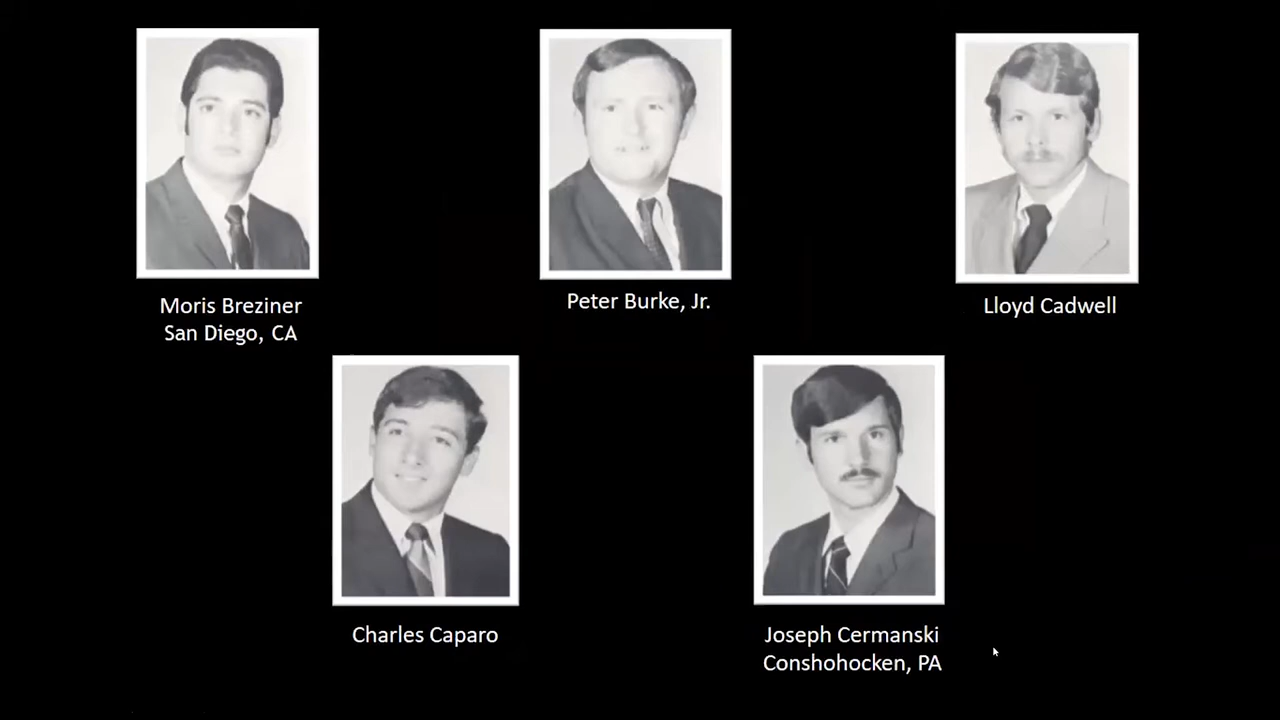 Moris Breziner
San Diego, CA
Peter Burke, Jr.
Lloyd Cadwell
Charles Caparo
Joseph Cermanski
Conshohocken, PA